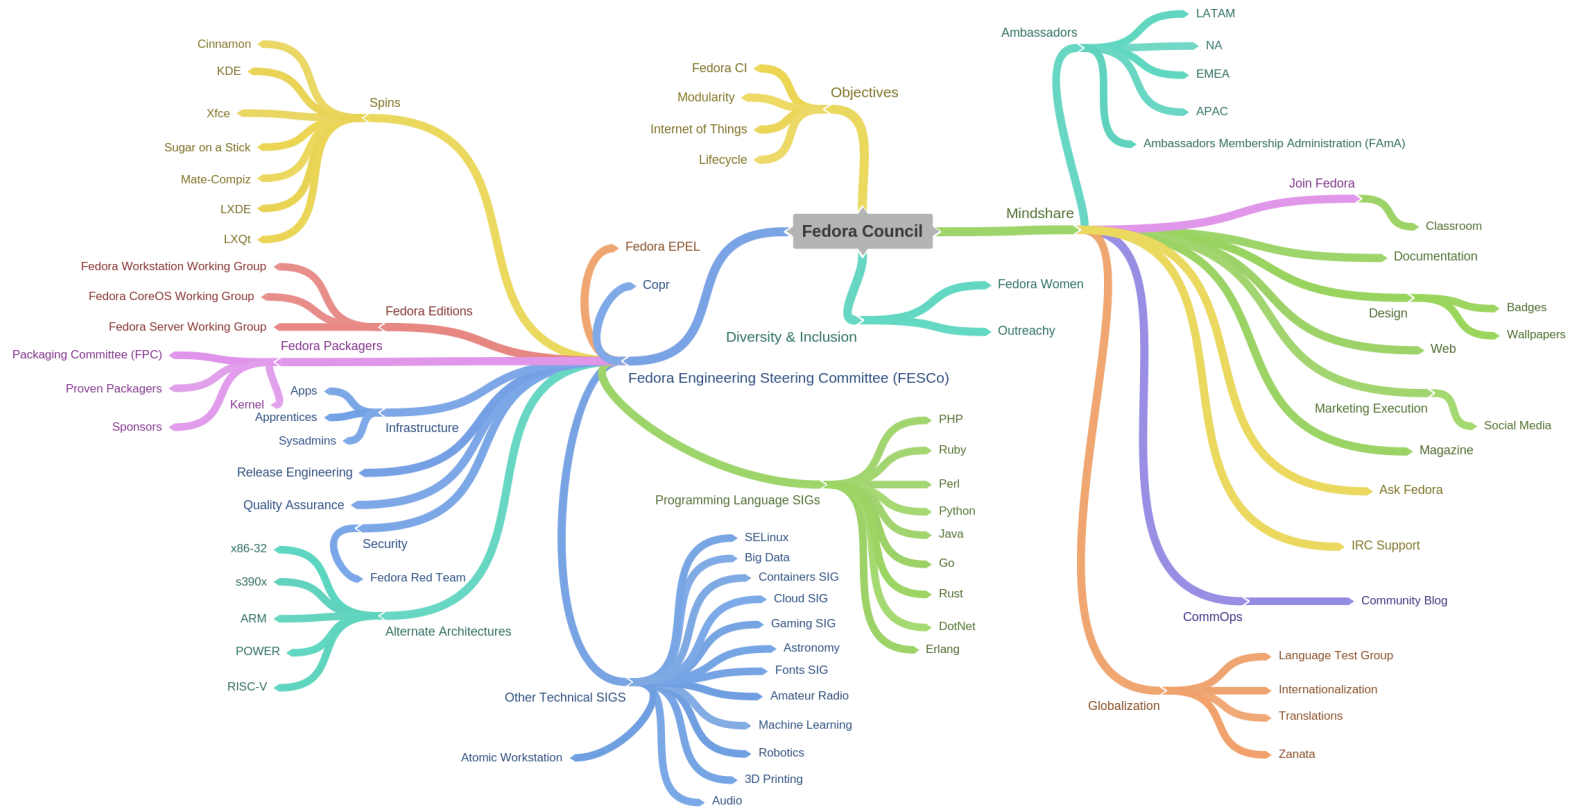 Fedora Council
Objectives
Fedora CI
Modularity
Internet of Things
Lifecycle
Diversity & Inclusion
Fedora Women
Outreachy
Mindshare
Ambassadors
LATAM
NA
EMEA
APAC
Ambassadors Membership Administration (FAmA)
Join Fedora
Classroom
Documentation
Design
Badges
Wallpapers
Web
Marketing Execution
Social Media
Magazine
Ask Fedora
IRC Support
CommOps
Community Blog
Globalization
Language Test Group
Internationalization
Translations
Zanata
Fedora Engineering Steering Committee (FESCo)
Fedora EPEL
Copr
Spins
Cinnamon
KDE
Xfce
Sugar on a Stick
Mate-Compiz
LXDE
LXQt
Fedora Editions
Fedora Workstation Working Group
Fedora CoreOS Working Group
Fedora Server Working Group
Fedora Packagers
Packaging Committee (FPC)
Proven Packagers
Kernel
Sponsors
Infrastructure
Apps
Apprentices
Sysadmins
Release Engineering
Quality Assurance
Security
Fedora Red Team
Alternate Architectures
x86-32
s390x
ARM
POWER
RISC-V
Programming Language SIGs
PHP
Ruby
Perl
Python
Java
Go
Rust
DotNet
Erlang
Other Technical SIGS
SELinux
Big Data
Containers SIG
Cloud SIG
Gaming SIG
Astronomy
Fonts SIG
Amateur Radio
Machine Learning
Robotics
3D Printing
Audio
Atomic Workstation